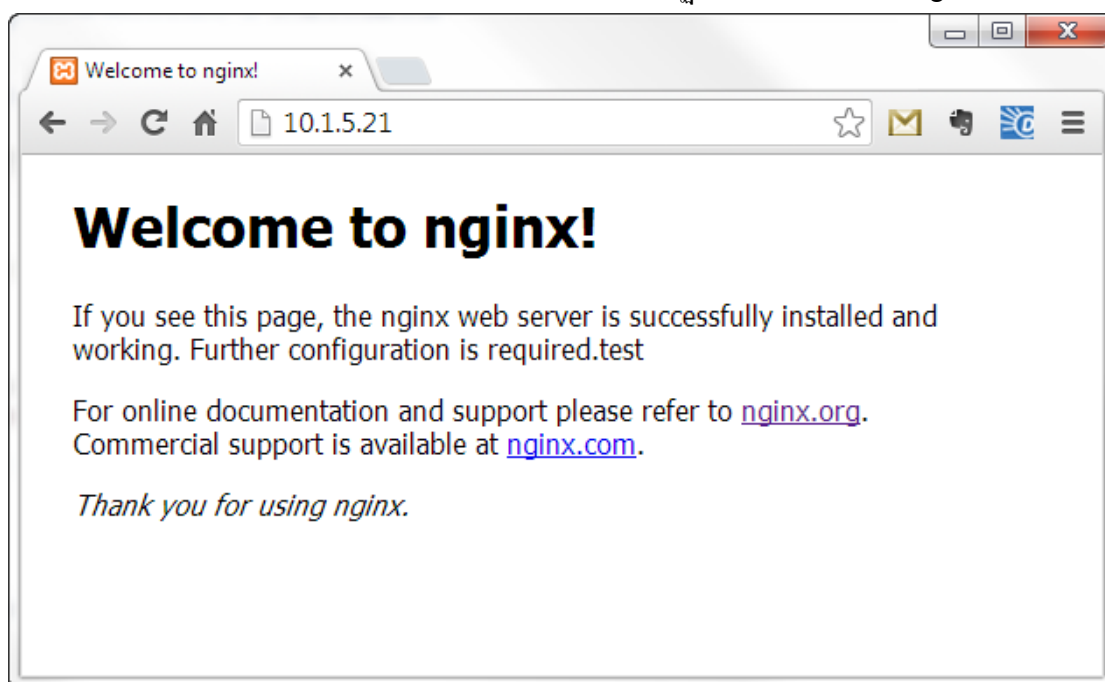 Welcome to nginx!
10.1.5.21
Welcome to nginx!
If you see this page, the nginx web server is successfully installed and
working. Further configuration is required.test
For online documentation and support please refer to nginx.org.
Commercial support is available at nginx.com.
Thank you for using nginx.